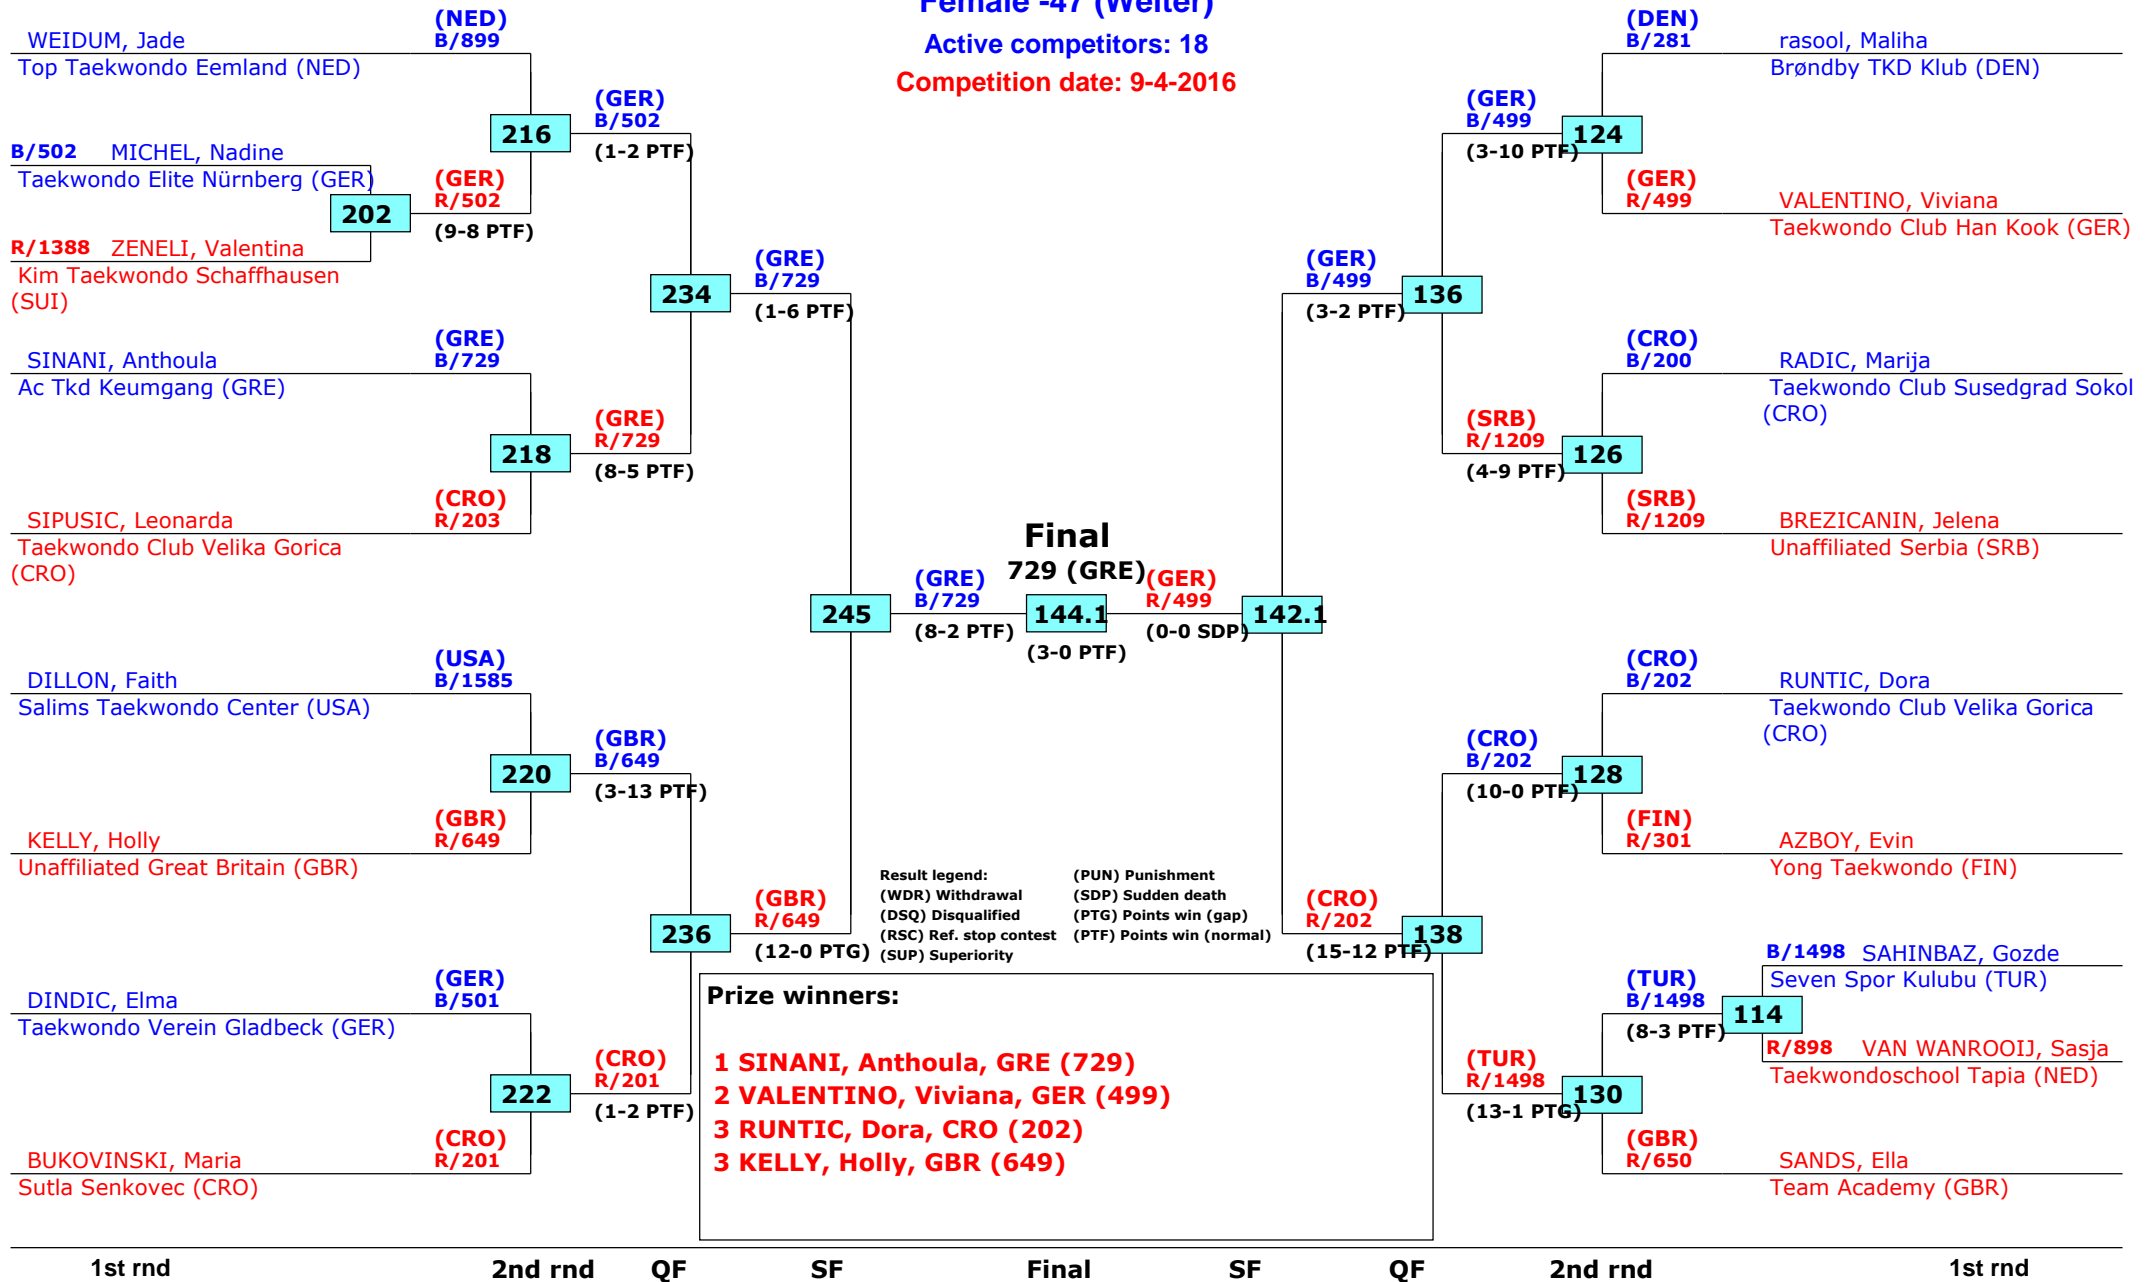 Female -47 (Welter)
Active competitors: 18
Competition date: 9-4-2016
(NED)
B/899
WEIDUM, Jade
Top Taekwondo Eemland (NED)
(GER)
B/502
216
(1-2 PTF)
B/502 MICHEL, Nadine
Taekwondo Elite Nürnberg (GER)
(GER)
R/502
202
(9-8 PTF)
R/1388 ZENELI, Valentina
Kim Taekwondo Schaffhausen
(SUI)
(GRE)
B/729
234
(1-6 PTF)
(GRE)
B/729
SINANI, Anthoula
Ac Tkd Keumgang (GRE)
(GRE)
R/729
218
(8-5 PTF)
(CRO)
R/203
SIPUSIC, Leonarda
Taekwondo Club Velika Gorica
(CRO)
245
(GRE)
B/729
(8-2 PTF)
Final
729 (GRE)
144.1
(3-0 PTF)
(GER)
R/499
(0-0 SDP)
142.1
(USA)
B/1585
DILLON, Faith
Salims Taekwondo Center (USA)
(GBR)
B/649
220
(3-13 PTF)
(GBR)
R/649
KELLY, Holly
Unaffiliated Great Britain (GBR)
(GBR)
R/649
236
(12-0 PTG)
(GER)
B/501
DINDIC, Elma
Taekwondo Verein Gladbeck (GER)
(CRO)
R/201
222
(1-2 PTF)
(CRO)
R/201
BUKOVINSKI, Maria
Sutla Senkovec (CRO)
(DEN)
B/281
rasool, Maliha
Brøndby TKD Klub (DEN)
(GER)
B/499
124
(3-10 PTF)
(GER)
R/499
VALENTINO, Viviana
Taekwondo Club Han Kook (GER)
(GER)
B/499
136
(3-2 PTF)
(CRO)
B/200
RADIC, Marija
Taekwondo Club Susedgrad Sokol
(CRO)
(SRB)
R/1209
126
(4-9 PTF)
(SRB)
R/1209
BREZICANIN, Jelena
Unaffiliated Serbia (SRB)
(CRO)
B/202
RUNTIC, Dora
Taekwondo Club Velika Gorica
(CRO)
(CRO)
B/202
128
(10-0 PTF)
(FIN)
R/301
AZBOY, Evin
Yong Taekwondo (FIN)
(CRO)
R/202
138
(15-12 PTF)
B/1498 SAHINBAZ, Gozde
Seven Spor Kulubu (TUR)
(TUR)
B/1498
114
(8-3 PTF)
R/898 VAN WANROOIJ, Sasja
Taekwondoschool Tapia (NED)
(TUR)
R/1498
130
(13-1 PTG)
(GBR)
R/650
SANDS, Ella
Team Academy (GBR)
Result legend: (PUN) Punishment
(WDR) Withdrawal (SDP) Sudden death
(DSQ) Disqualified (PTG) Points win (gap)
(RSC) Ref. stop contest (PTF) Points win (normal)
(SUP) Superiority
Prize winners:
1 SINANI, Anthoula, GRE (729)
2 VALENTINO, Viviana, GER (499)
3 RUNTIC, Dora, CRO (202)
3 KELLY, Holly, GBR (649)
1st rnd 2nd rnd QF SF Final SF QF 2nd rnd 1st rnd